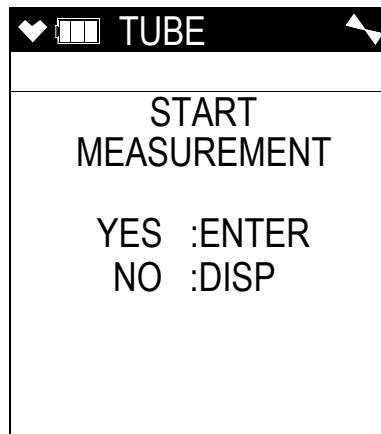 TUBE
START
MEASUREMENT
YES :ENTER
NO :DISP